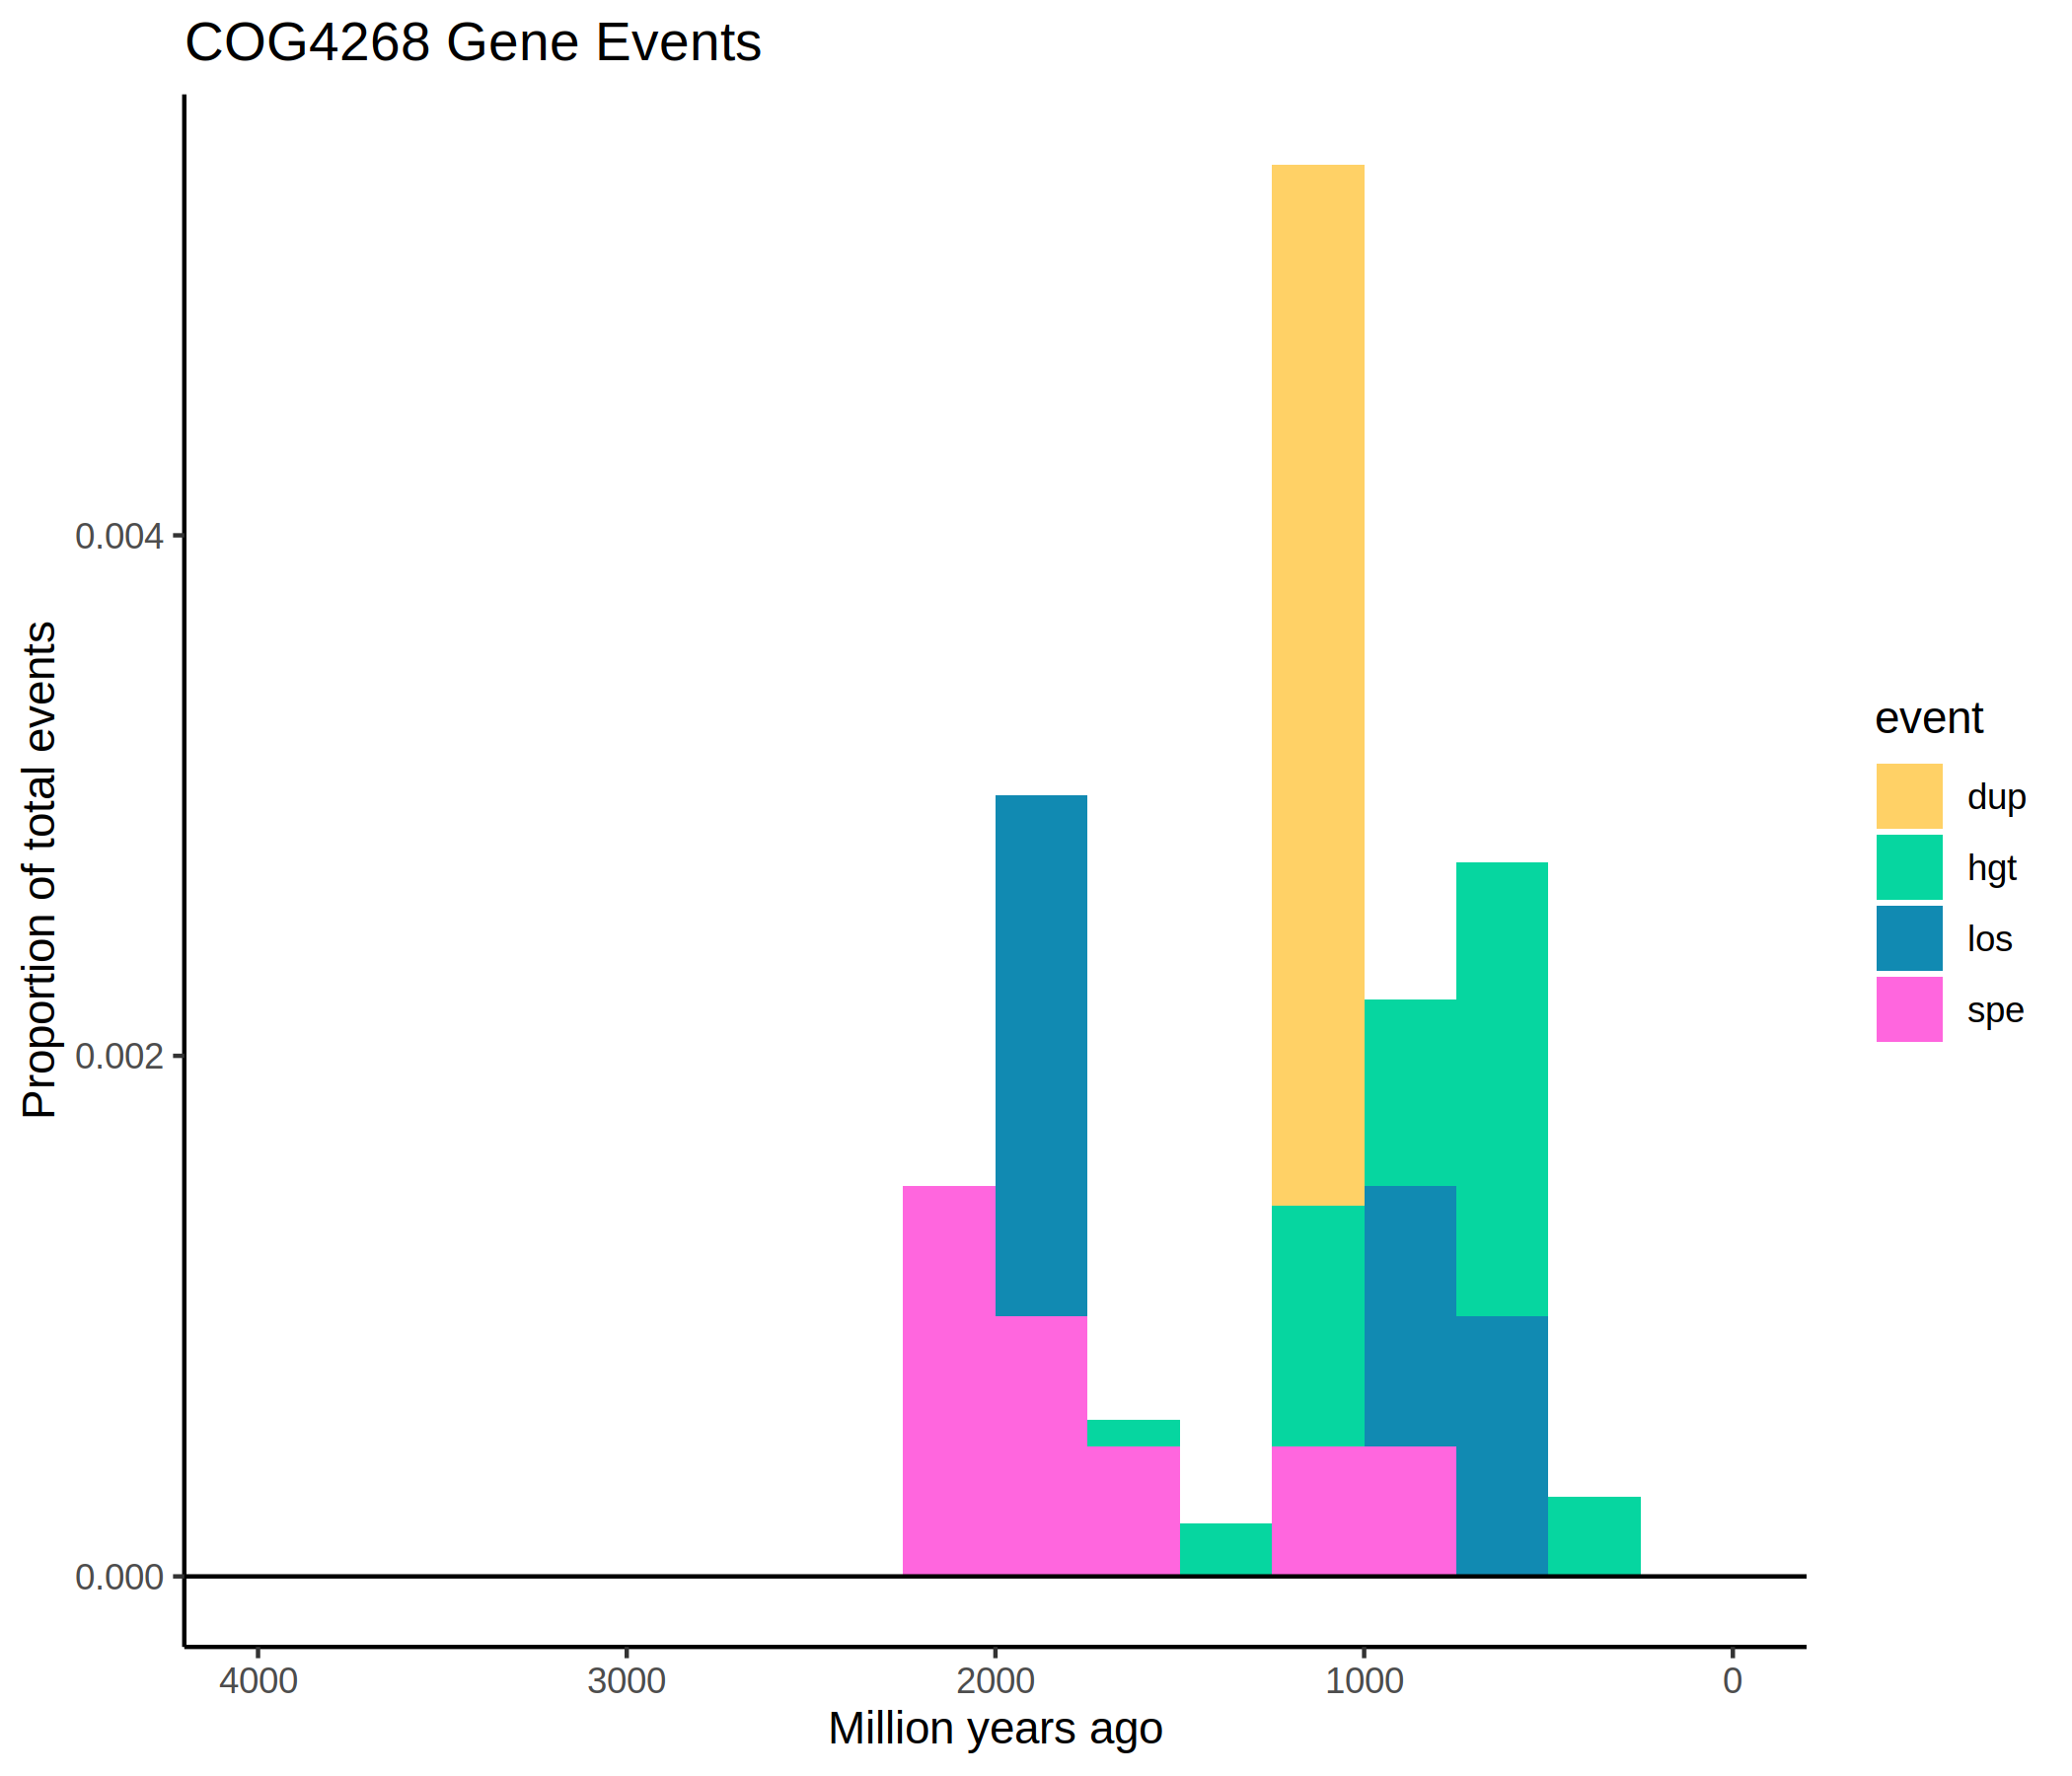 COG4268 Gene Events
Proportion of total events
0.004
0.002
0.000
4000 3000 2000 1000 0
Million years ago
event
dup
hgt
los
spe